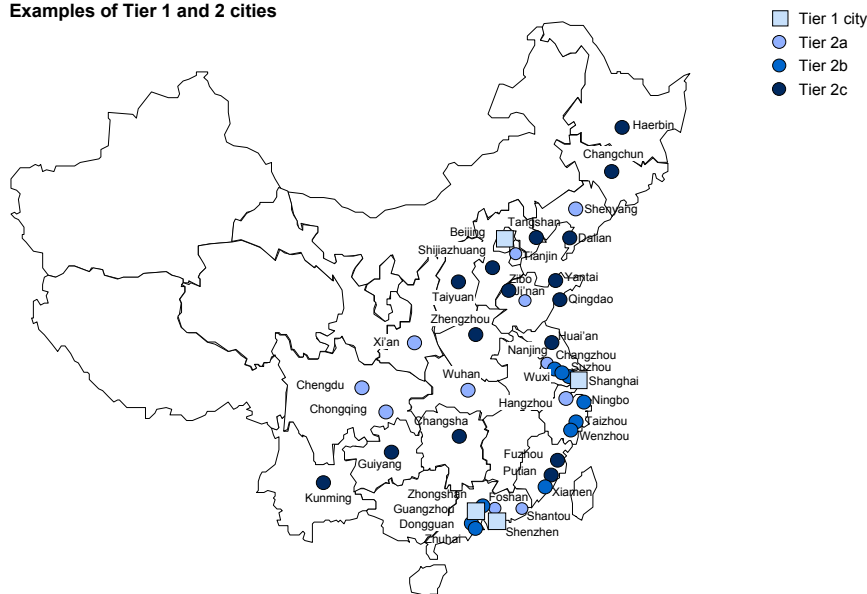 Examples of Tier 1 and 2 cities
Tier 1 city
Tier 2a
Tier 2b
Tier 2c
Haerbin
Changchun
Shenyang
Tangshan
Beijing
Dalian
Shijiazhuang
Tianjin
Zibo
Yantai
Ji'nan
Taiyuan
Qingdao
Zhengzhou
Huai'an
Xi'an
Nanjing
Changzhou
Suzhou
Wuhan
Wuxi
Shanghai
Chengdu
Hangzhou
Ningbo
Chongqing
Changsha
Taizhou
Wenzhou
Fuzhou
Guiyang
Putian
Kunming
Zhongshan
Foshan
Xiamen
Guangzhou
Shantou
Dongguan
Shenzhen
Zhuhai